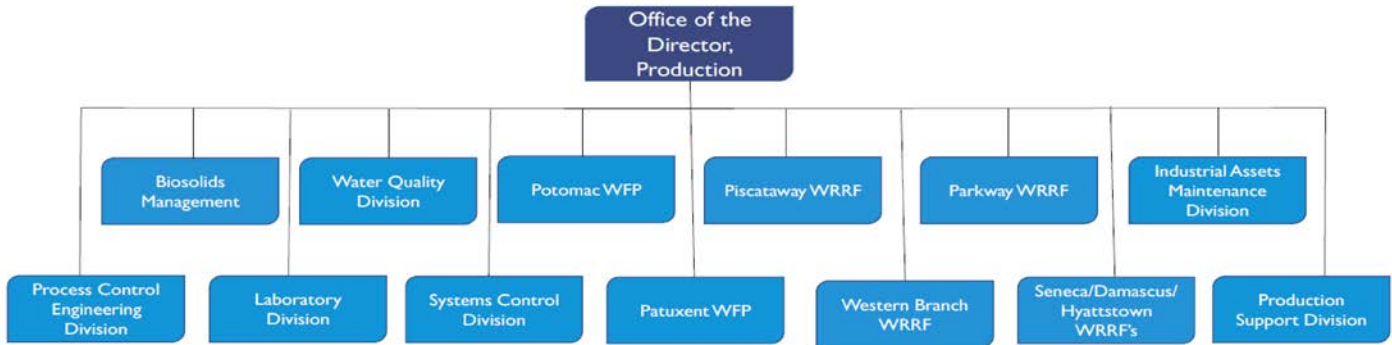 Office of the
Director,
Production
Biosolids
Management
Water Quality
Division
Potomac WFP
Piscataway WRRF
Parkway WRRF
Industrial Assets
Maintenance
Division
Process Control
Engineering
Division
Laboratory
Division
Systems Control
Division
Patuxent WFP
Western Branch
WRRF
Seneca/Damascus/
Hyattstown
WRRF's
Production
Support Division